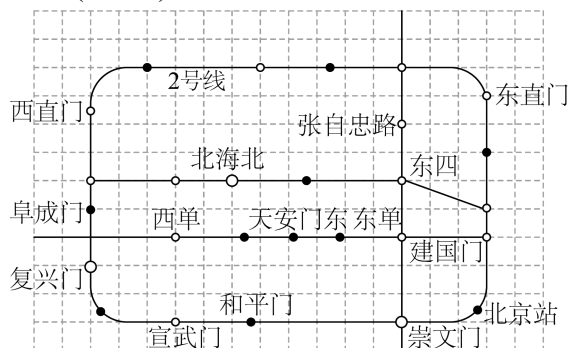 2号线
西直门
东直门
张自忠路
北海北
东四
阜成门
西单
天安门东
东单
建国门
复兴门
和平门
北京站
宣武门
崇文门